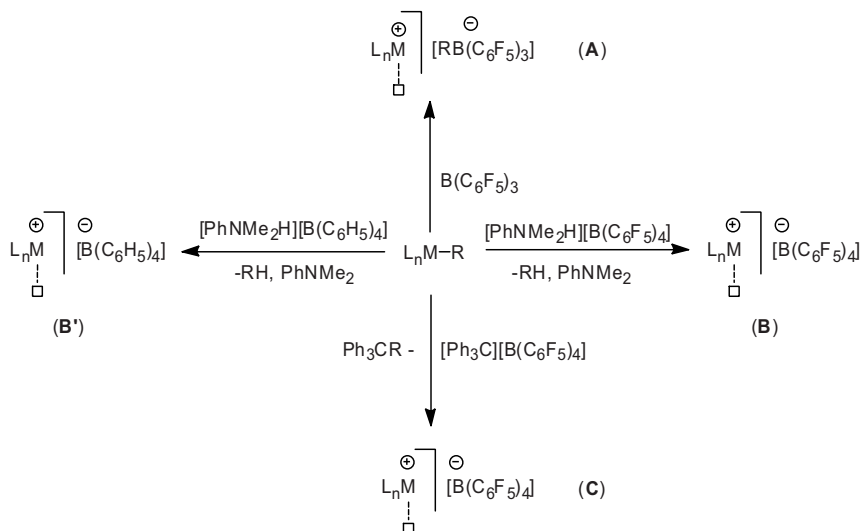 LnM ⊕ ⊖ [RB(C6F5)3] (A)
B(C6F5)3
LnM ⊕ ⊖ [B(C6H5)4]
(B')
[PhNMe2H][B(C6H5)4]
-RH, PhNMe2
LnM-R
[PhNMe2H][B(C6F5)4]
-RH, PhNMe2
LnM ⊕ ⊖ [B(C6F5)4]
(B)
Ph3CR - [Ph3C][B(C6F5)4]
LnM ⊕ ⊖ [B(C6F5)4] (C)